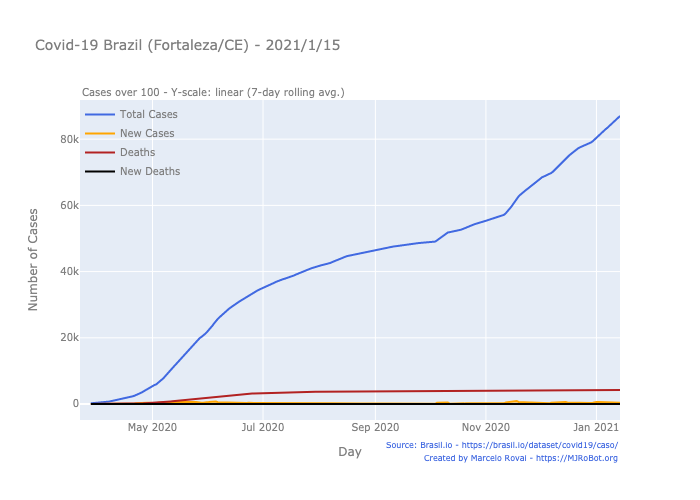 Covid-19 Brazil (Fortaleza/CE) - 2021/1/15
Cases over 100 - Y-scale: linear (7-day rolling avg.)
Total Cases
New Cases
Deaths
New Deaths
80k
60k
40k
20k
0
Number of Cases
May 2020
Jul 2020
Sep 2020
Nov 2020
Jan 2021
Day
Source: Brasil.io - https://brasil.io/dataset/covid19/caso/
Created by Marcelo Rovai - https://MJRoBot.org